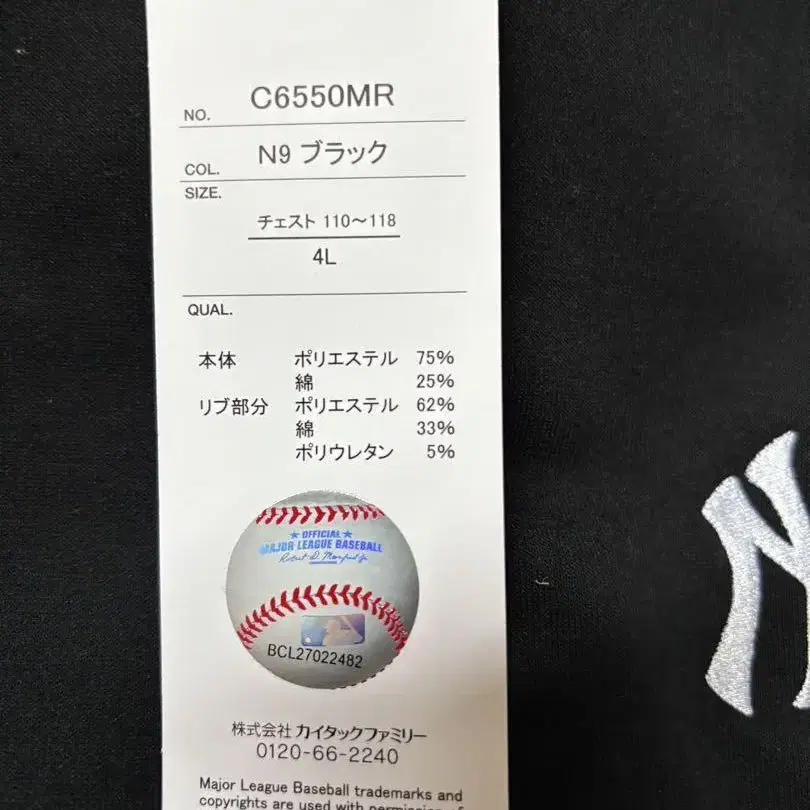 NO. C6550MR
COL. N9 ブラック
SIZE.
チェスト 110～118
4L
QUAL.
本体 ポリエステル 75%
綿 25%
リブ部分 ポリエステル 62%
綿 33%
ポリウレタン 5%
★ OFFICIAL ★
MAJOR LEAGUE BASEBALL
Robert D. Manfred Jr.
BCL27022482
株式会社 カイタックファミリー
0120-66-2240
Major League Baseball trademarks and
copyrights are used with permission of